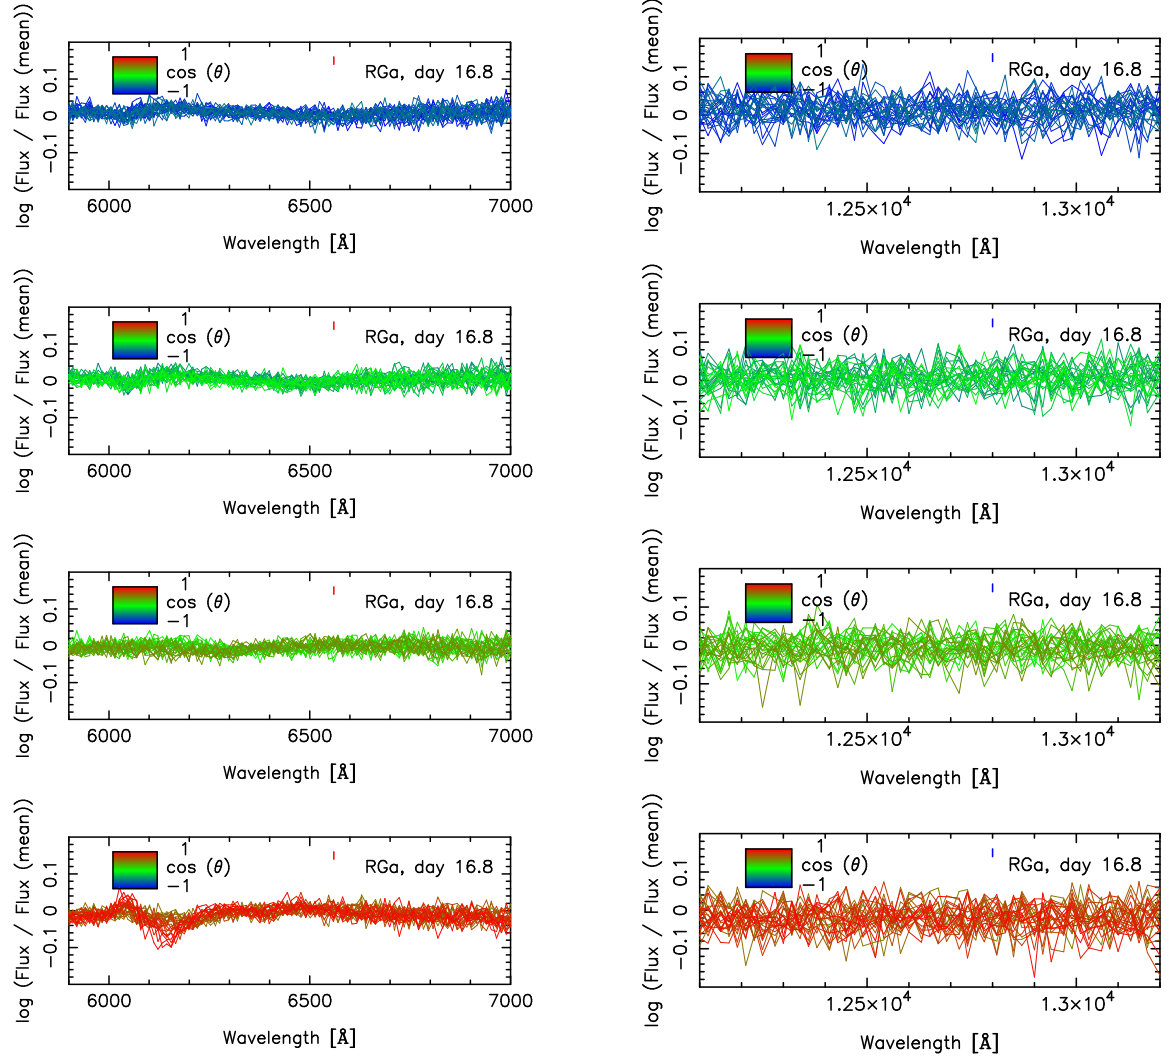 log (Flux / Flux (mean))
0.1
0
−0.1
1
cos (θ)
−1
RGa, day 16.8
6000
6500
7000
Wavelength [Å]
log (Flux / Flux (mean))
0.1
0
−0.1
1
cos (θ)
−1
RGa, day 16.8
1.25×10⁴
1.3×10⁴
Wavelength [Å]
log (Flux / Flux (mean))
0.1
0
−0.1
1
cos (θ)
−1
RGa, day 16.8
6000
6500
7000
Wavelength [Å]
log (Flux / Flux (mean))
0.1
0
−0.1
1
cos (θ)
−1
RGa, day 16.8
1.25×10⁴
1.3×10⁴
Wavelength [Å]
log (Flux / Flux (mean))
0.1
0
−0.1
1
cos (θ)
−1
RGa, day 16.8
6000
6500
7000
Wavelength [Å]
log (Flux / Flux (mean))
0.1
0
−0.1
1
cos (θ)
−1
RGa, day 16.8
1.25×10⁴
1.3×10⁴
Wavelength [Å]
log (Flux / Flux (mean))
0.1
0
−0.1
1
cos (θ)
−1
RGa, day 16.8
6000
6500
7000
Wavelength [Å]
log (Flux / Flux (mean))
0.1
0
−0.1
1
cos (θ)
−1
RGa, day 16.8
1.25×10⁴
1.3×10⁴
Wavelength [Å]